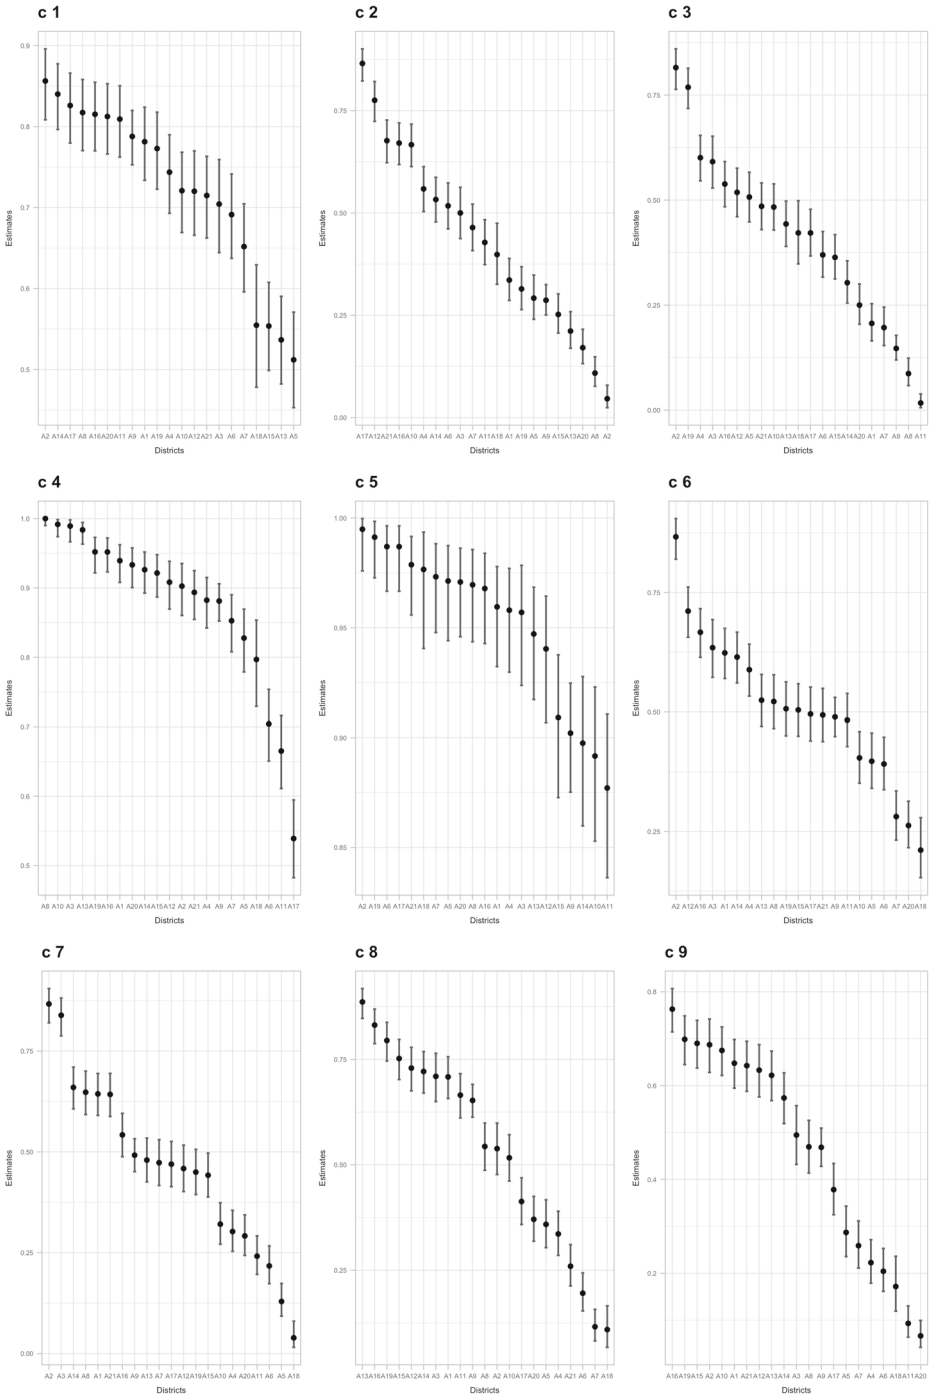 c 1
0.9
0.8
0.7
0.6
0.5
Estimates
A2 A14 A17 A8 A16 A20 A11 A9 A1 A19 A4 A10 A12 A21 A3 A6 A7 A18 A15 A13 A5
Districts
c 2
0.75
0.50
0.25
0.00
Estimates
A17 A12 A21 A16 A10 A4 A14 A6 A3 A7 A11 A18 A1 A19 A5 A9 A15 A13 A20 A8 A2
Districts
c 3
0.75
0.50
0.25
0.00
Estimates
A2 A19 A4 A3 A16 A12 A5 A21 A10 A13 A18 A17 A6 A15 A14 A20 A1 A7 A9 A8 A11
Districts
c 4
1.0
0.9
0.8
0.7
0.6
0.5
Estimates
A8 A10 A3 A13 A19 A16 A1 A20 A14 A15 A12 A2 A21 A4 A9 A7 A5 A18 A6 A11 A17
Districts
c 5
1.00
0.95
0.90
0.85
Estimates
A2 A19 A6 A17 A21 A18 A7 A5 A20 A8 A16 A1 A4 A3 A13 A12 A15 A9 A14 A10 A11
Districts
c 6
0.75
0.50
0.25
Estimates
A2 A12 A16 A3 A1 A14 A4 A13 A8 A19 A15 A17 A21 A9 A11 A10 A5 A6 A7 A20 A18
Districts
c 7
0.75
0.50
0.25
0.00
Estimates
A2 A3 A14 A8 A1 A21 A16 A9 A13 A7 A17 A12 A19 A15 A10 A4 A20 A11 A6 A5 A18
Districts
c 8
0.75
0.50
0.25
Estimates
A13 A16 A19 A15 A12 A14 A3 A1 A11 A9 A8 A2 A10 A17 A20 A5 A4 A21 A6 A7 A18
Districts
c 9
0.8
0.6
0.4
0.2
Estimates
A16 A19 A15 A2 A10 A1 A21 A12 A13 A14 A3 A8 A9 A17 A5 A7 A4 A6 A18 A11 A20
Districts